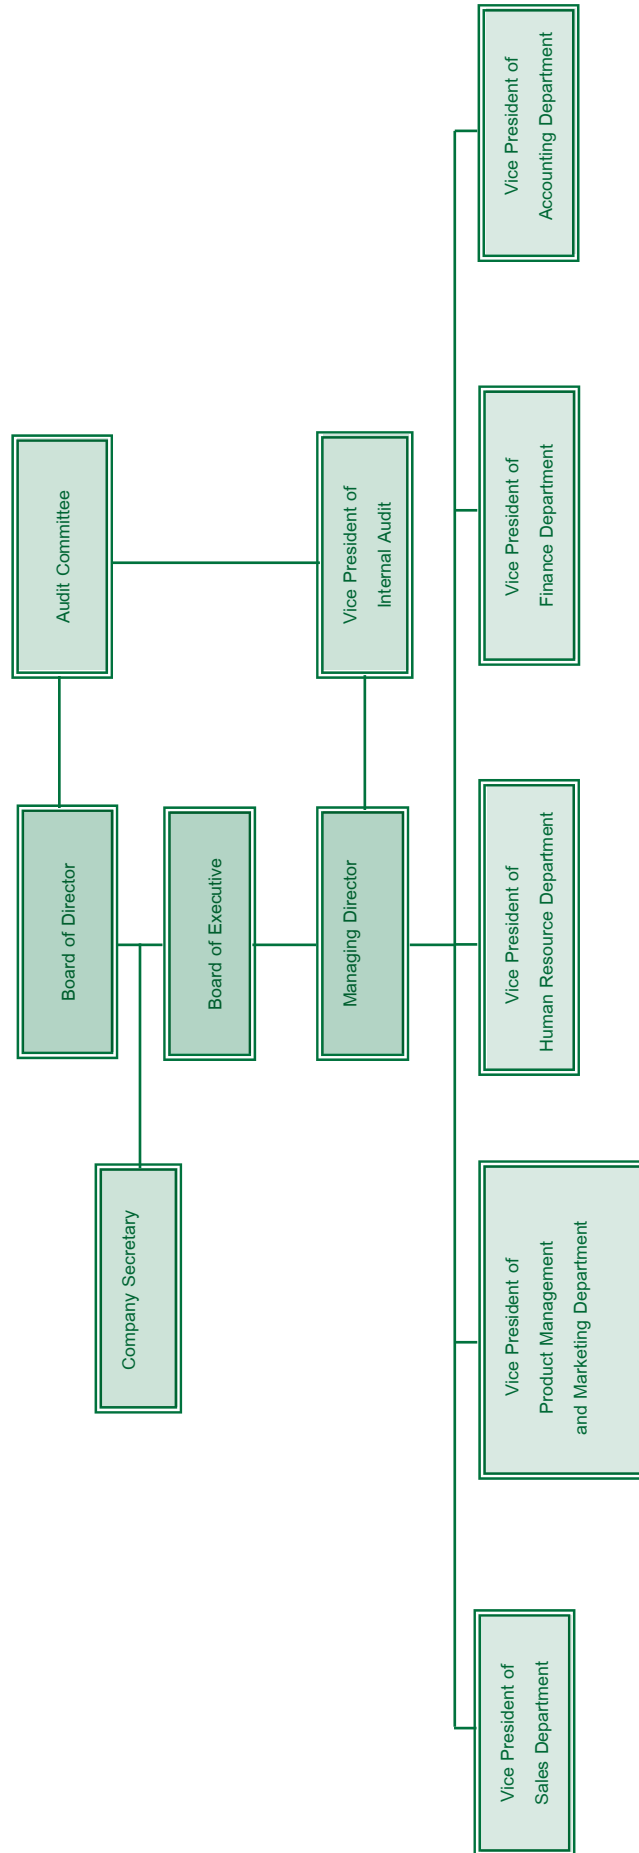 Board of Director
Audit Committee
Company Secretary
Board of Executive
Managing Director
Vice President of
Internal Audit
Vice President of
Sales Department
Vice President of
Product Management
and Marketing Department
Vice President of
Human Resource Department
Vice President of
Finance Department
Vice President of
Accounting Department